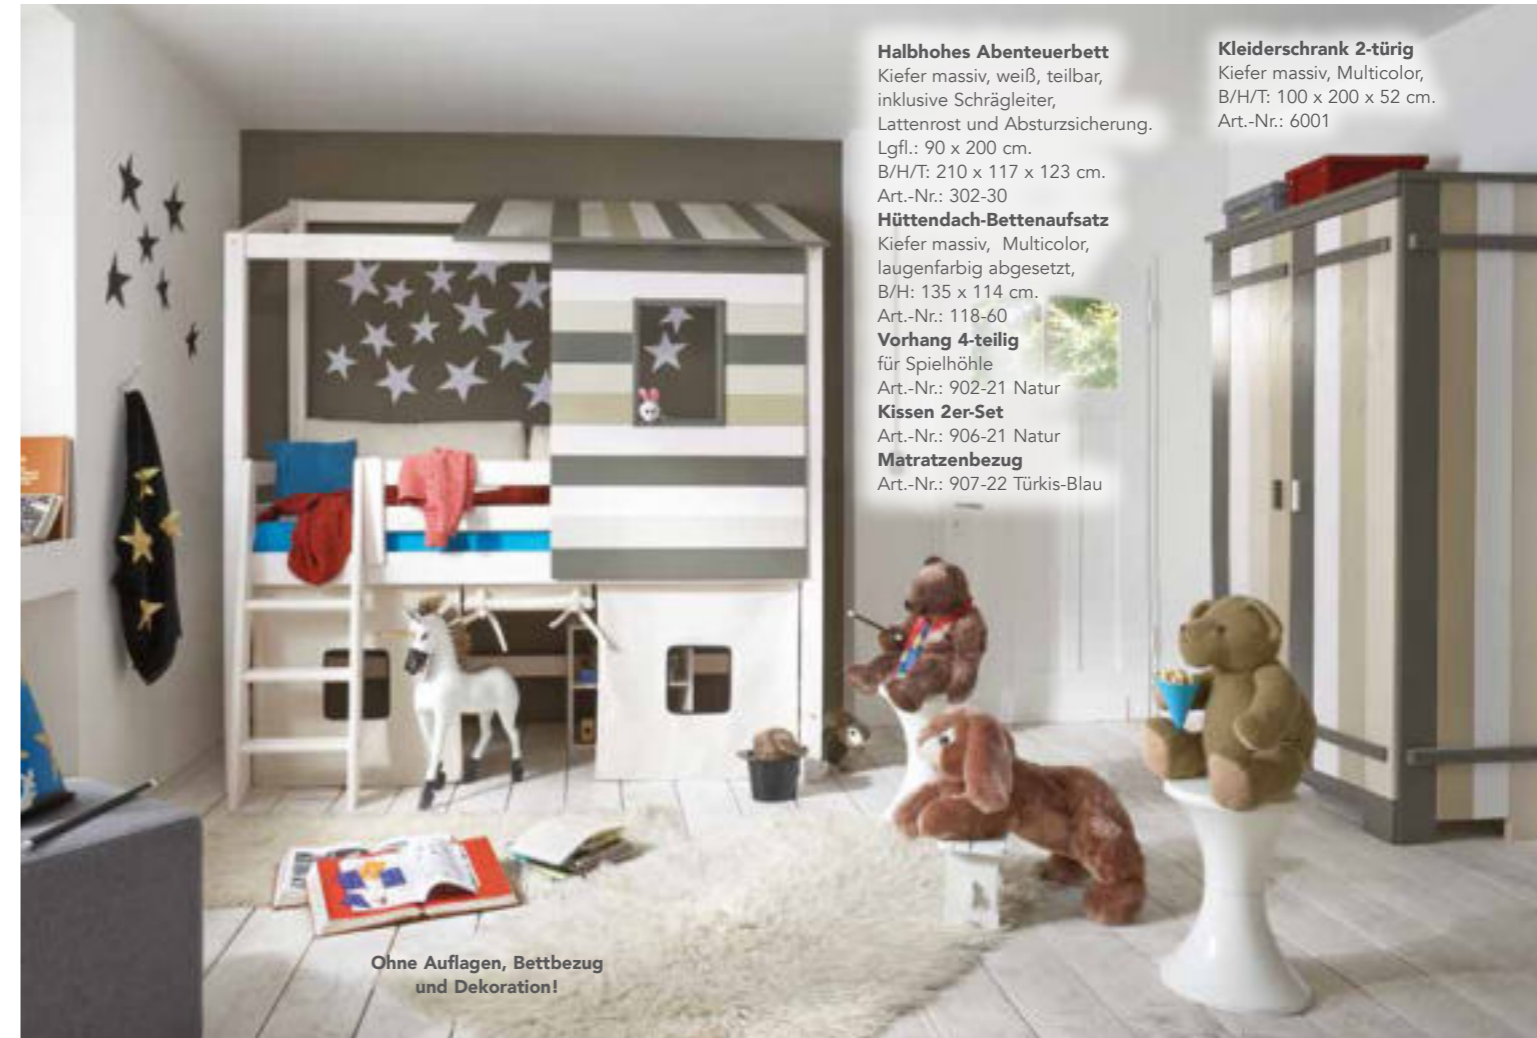 Halbhohes Abenteuerbett
Kiefer massiv, weiß, teilbar,
inklusive Schrägleiter,
Lattenrost und Absturzsicherung.
Lgfl.: 90 x 200 cm.
B/H/T: 210 x 117 x 123 cm.
Art.-Nr.: 302-30
Hüttendach-Bettenaufsatz
Kiefer massiv, Multicolor,
laugenfarbig abgesetzt,
B/H: 135 x 114 cm.
Art.-Nr.: 118-60
Vorhang 4-teilig
für Spielhöhle
Art.-Nr.: 902-21 Natur
Kissen 2er-Set
Art.-Nr.: 906-21 Natur
Matratzenbezug
Art.-Nr.: 907-22 Türkis-Blau
Kleiderschrank 2-türig
Kiefer massiv, Multicolor,
B/H/T: 100 x 200 x 52 cm.
Art.-Nr.: 6001
Ohne Auflagen, Bettbezug
und Dekoration!